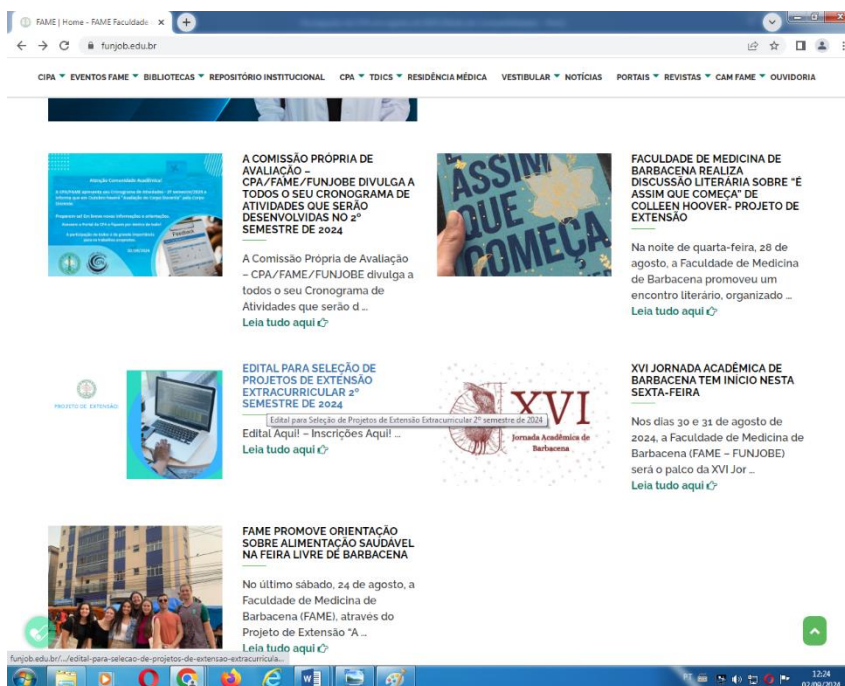 FAME | Home - FAME Faculdade
funjob.edu.br
CIPA EVENTOS FAME BIBLIOTECAS REPOSITÓRIO INSTITUCIONAL CPA TDICS RESIDÊNCIA MÉDICA VESTIBULAR NOTÍCIAS PORTAIS REVISTAS CAM FAME OUVIDORIA
Atenção Comunidade Acadêmica!
02/09/2024
Feedback
A COMISSÃO PRÓPRIA DE
AVALIAÇÃO –
CPA/FAME/FUNJOBE DIVULGA A
TODOS O SEU CRONOGRAMA DE
ATIVIDADES QUE SERÃO
DESENVOLVIDAS NO 2º
SEMESTRE DE 2024
A Comissão Própria de Avaliação
– CPA/FAME/FUNJOBE divulga a
todos o seu Cronograma de
Atividades que serão d ...
Leia tudo aqui
ASSIM
QUE
COMEÇA
FACULDADE DE MEDICINA DE
BARBACENA REALIZA
DISCUSSÃO LITERÁRIA SOBRE “É
ASSIM QUE COMEÇA” DE
COLLEEN HOOVER- PROJETO DE
EXTENSÃO
Na noite de quarta-feira, 28 de
agosto, a Faculdade de Medicina
de Barbacena promoveu um
encontro literário, organizado ...
Leia tudo aqui
PROJETO DE EXTENSÃO
EDITAL PARA SELEÇÃO DE
PROJETOS DE EXTENSÃO
EXTRACURRICULAR 2º
SEMESTRE DE 2024
Edital para Seleção de Projetos de Extensão Extracurricular 2º semestre de 2024
Edital Aqui! – Inscrições Aqui! ...
Leia tudo aqui
XVI
Jornada Acadêmica de
Barbacena
XVI JORNADA ACADÊMICA DE
BARBACENA TEM INÍCIO NESTA
SEXTA-FEIRA
Nos dias 30 e 31 de agosto de
2024, a Faculdade de Medicina de
Barbacena (FAME – FUNJOBE)
será o palco da XVI Jor ...
Leia tudo aqui
FAME PROMOVE ORIENTAÇÃO
SOBRE ALIMENTAÇÃO SAUDÁVEL
NA FEIRA LIVRE DE BARBACENA
No último sábado, 24 de agosto, a
Faculdade de Medicina de
Barbacena (FAME), através do
Projeto de Extensão “A ...
Leia tudo aqui
funjob.edu.br/.../edital-para-selecao-de-projetos-de-extensao-extracurricula...
PT
12:24
02/09/2024